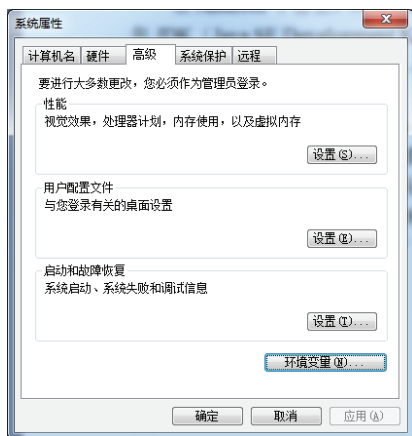 系统属性
计算机名 硬件 高级 系统保护 远程
要进行大多数更改，您必须作为管理员登录。
性能
视觉效果，处理器计划，内存使用，以及虚拟内存
设置(S)...
用户配置文件
与您登录有关的桌面设置
设置(E)...
启动和故障恢复
系统启动、系统失败和调试信息
设置(T)...
环境变量(N)...
确定 取消 应用(A)